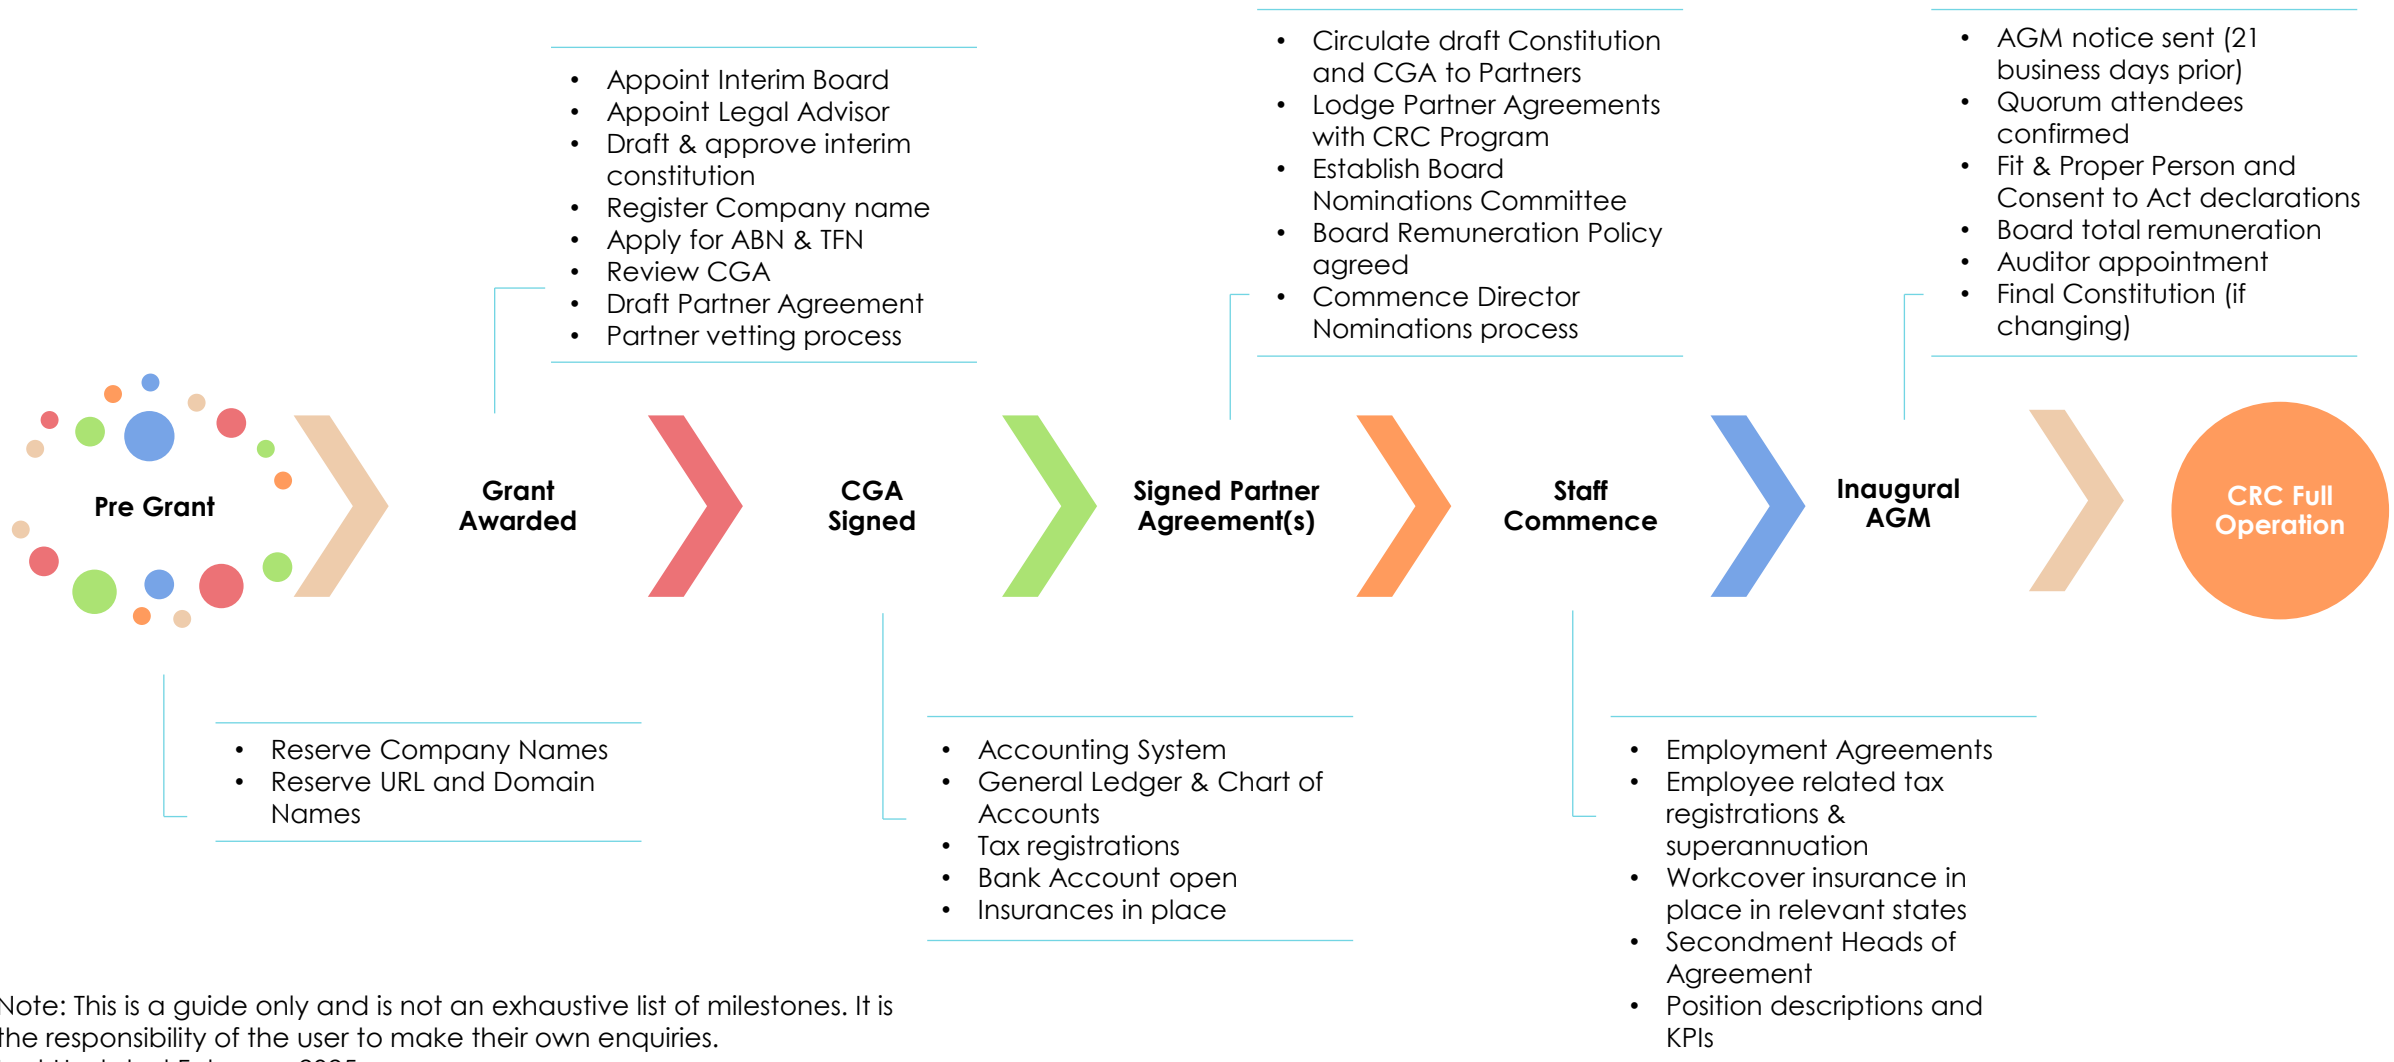 • Appoint Interim Board
• Appoint Legal Advisor
• Draft & approve interim
constitution
• Register Company name
• Apply for ABN & TFN
• Review CGA
• Draft Partner Agreement
• Partner vetting process
• Circulate draft Constitution
and CGA to Partners
• Lodge Partner Agreements
with CRC Program
• Establish Board
Nominations Committee
• Board Remuneration Policy
agreed
• Commence Director
Nominations process
• AGM notice sent (21
business days prior)
• Quorum attendees
confirmed
• Fit & Proper Person and
Consent to Act declarations
• Board total remuneration
• Auditor appointment
• Final Constitution (if
changing)
Pre Grant
Grant
Awarded
CGA
Signed
Signed Partner
Agreement(s)
Staff
Commence
Inaugural
AGM
CRC Full
Operation
• Reserve Company Names
• Reserve URL and Domain
Names
• Accounting System
• General Ledger & Chart of
Accounts
• Tax registrations
• Bank Account open
• Insurances in place
• Employment Agreements
• Employee related tax
registrations &
superannuation
• Workcover insurance in
place in relevant states
• Secondment Heads of
Agreement
• Position descriptions and
KPIs
Note: This is a guide only and is not an exhaustive list of milestones. It is
the responsibility of the user to make their own enquiries.